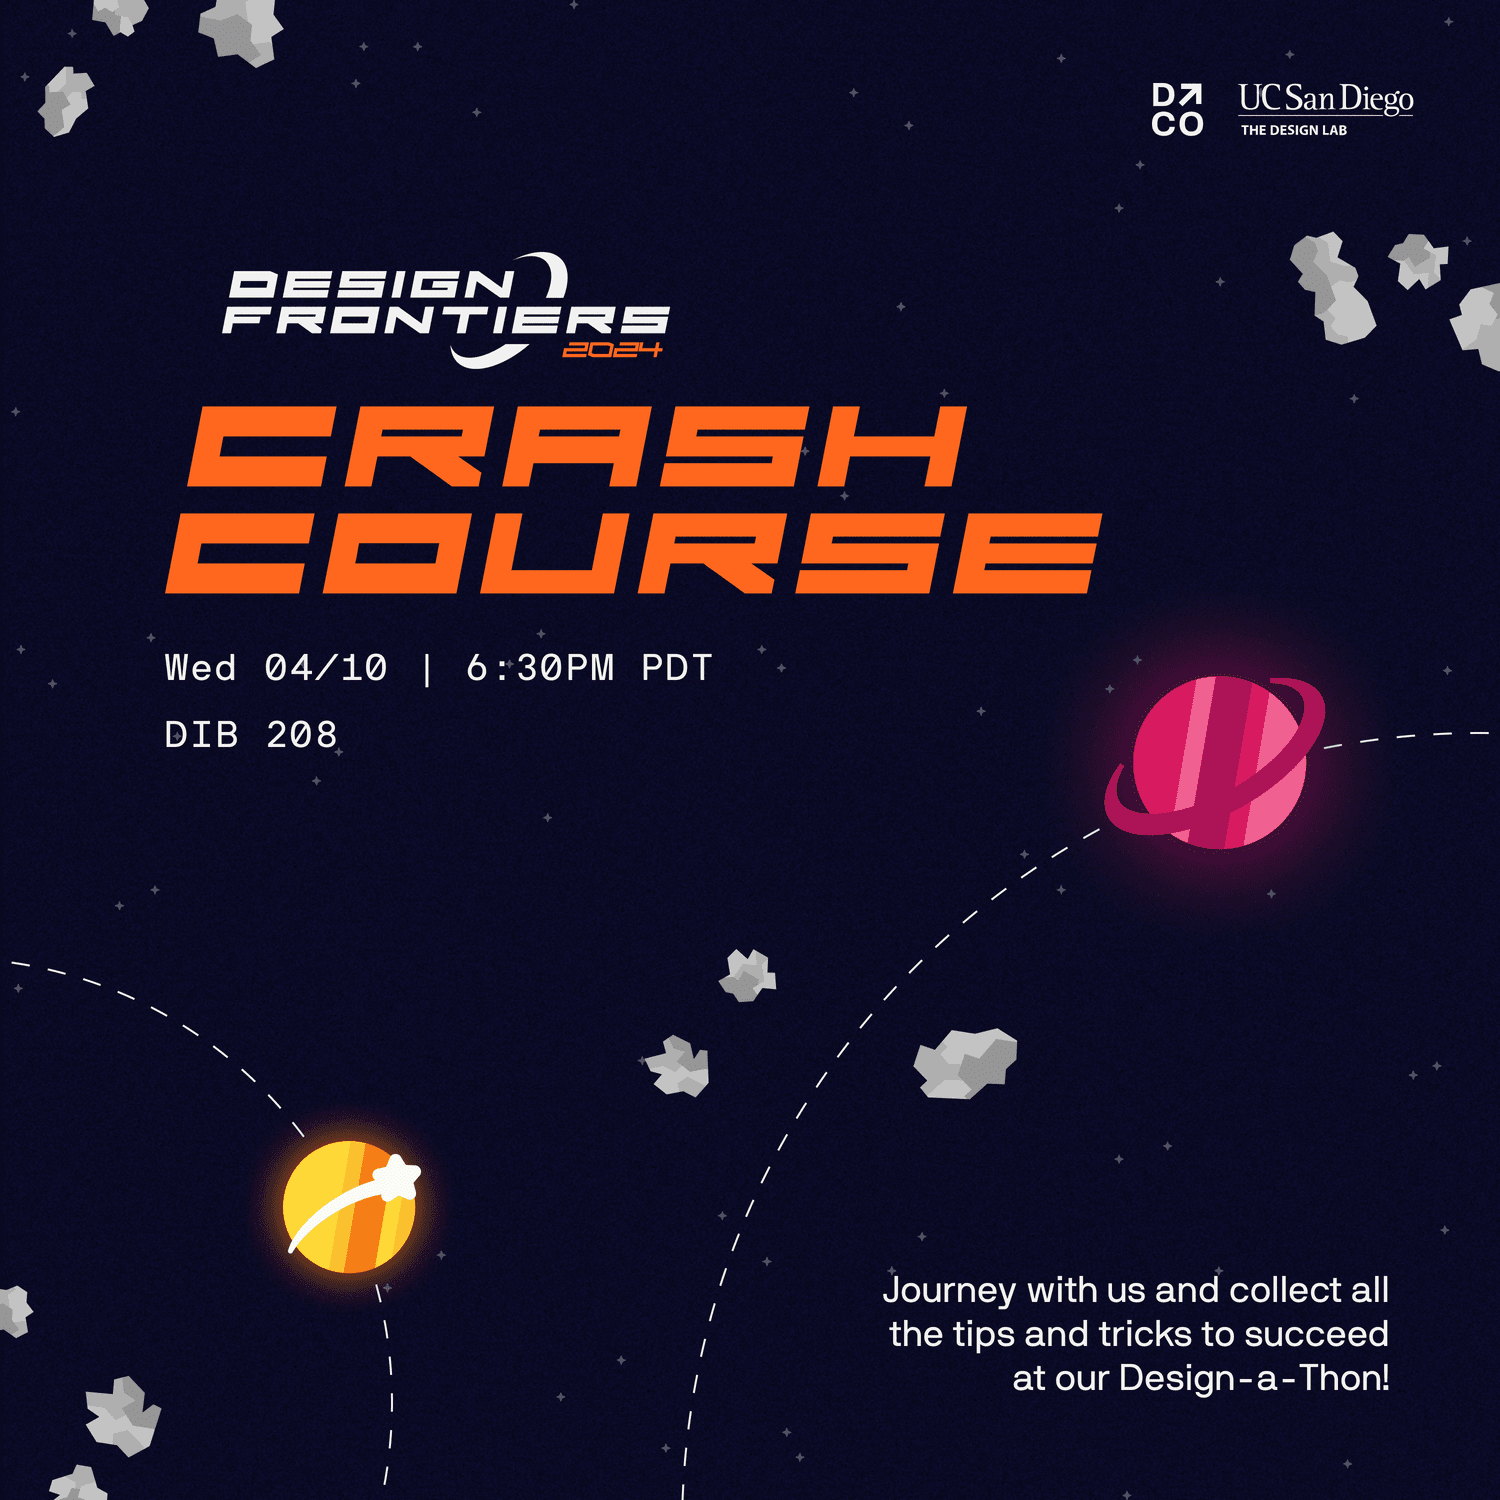 D↗
CO
UC San Diego
THE DESIGN LAB
DESIGN
FRONTIERS
2024
CRASH
COURSE
Wed 04/10 | 6:30PM PDT
DIB 208
Journey with us and collect all
the tips and tricks to succeed
at our Design-a-Thon!